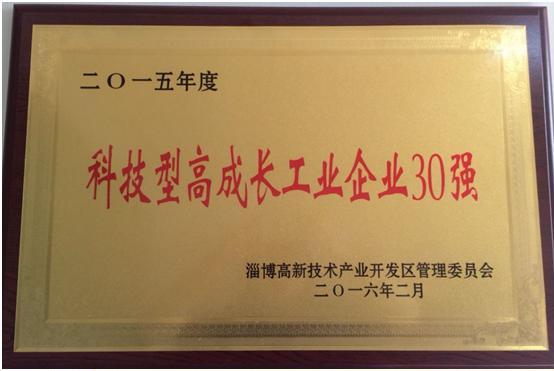 二〇一五年度
科技型高成长工业企业30强
淄博高新技术产业开发区管理委员会
二〇一六年二月